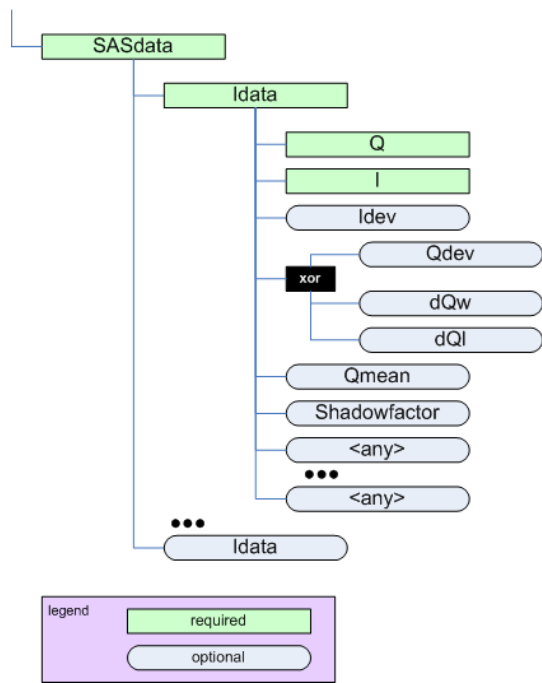 SASdata
Idata
Q
I
Idev
Qdev
xor
dQw
dQl
Qmean
Shadowfactor
<any>
●●●
<any>
●●●
Idata
legend
required
optional